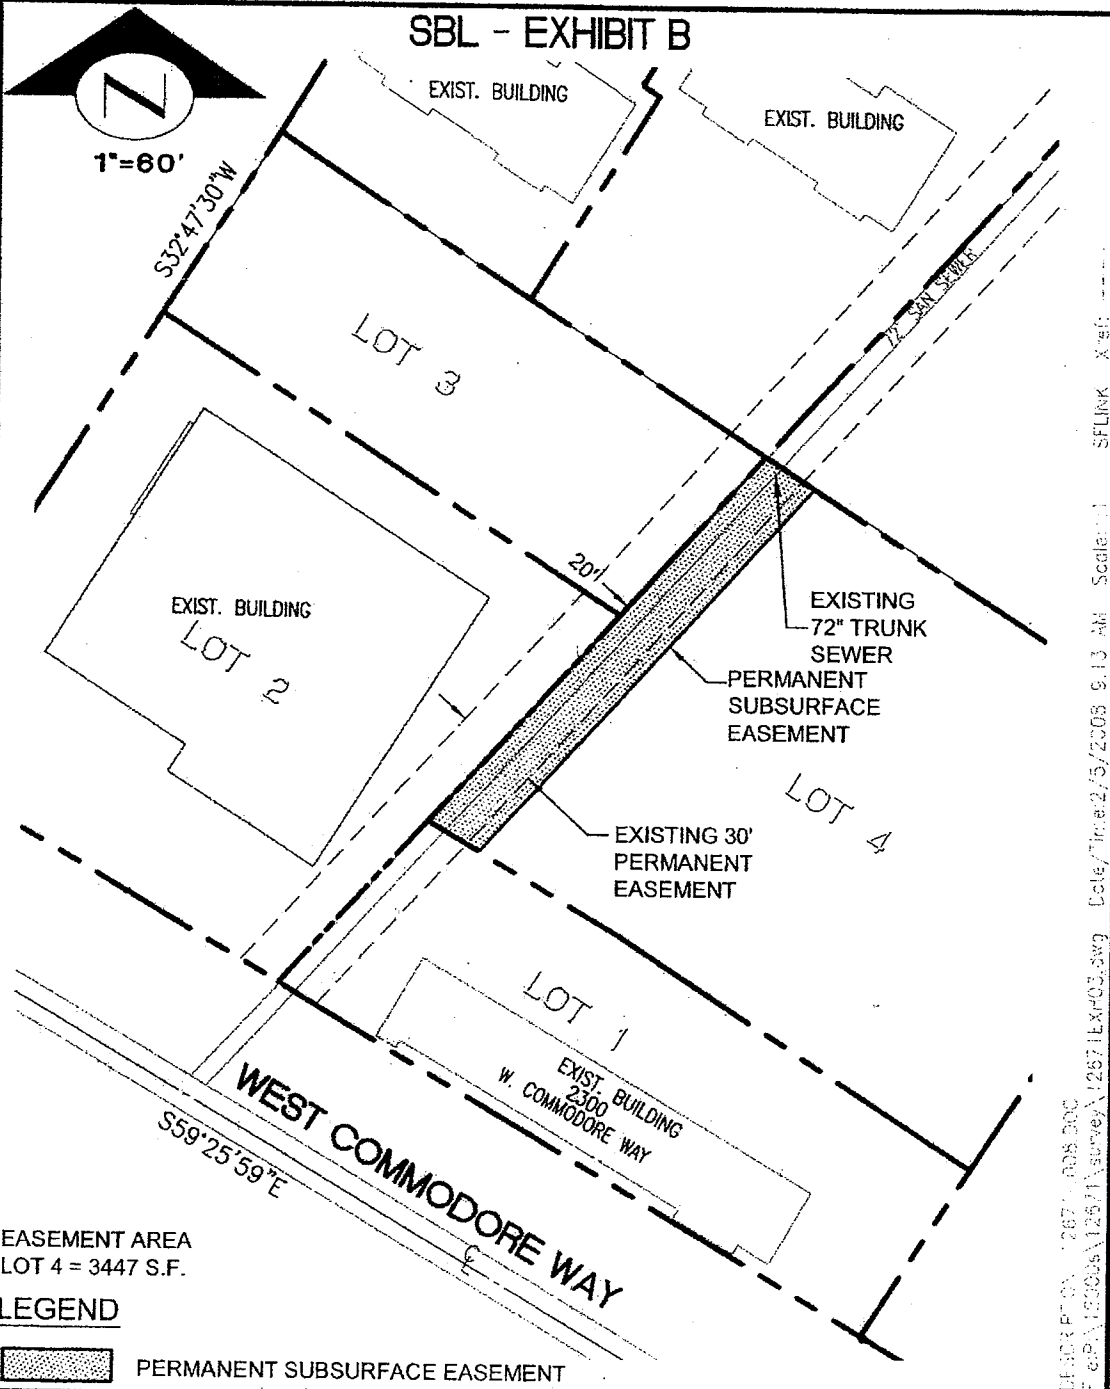 SBL - EXHIBIT B
N
1"=60'
EXIST. BUILDING
EXIST. BUILDING
S32°47'30"W
72" SAN SEWER
LOT 3
20'
EXIST. BUILDING
LOT 2
EXISTING
72" TRUNK
SEWER
PERMANENT
SUBSURFACE
EASEMENT
LOT 4
EXISTING 30'
PERMANENT
EASEMENT
LOT 1
EXIST. BUILDING
2300
W. COMMODORE WAY
WEST COMMODORE WAY
S59°25'59"E
EASEMENT AREA
LOT 4 = 3447 S.F.
LEGEND
PERMANENT SUBSURFACE EASEMENT
SFLINK